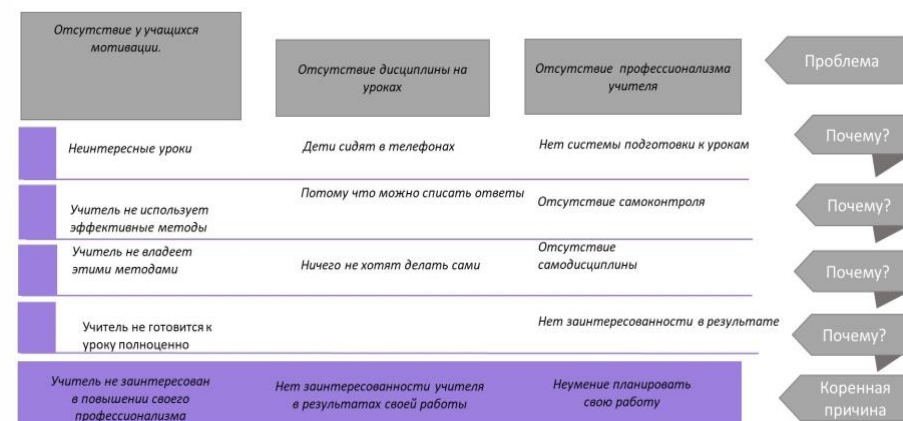 Отсутствие у учащихся
мотивации.
Отсутствие дисциплины на
уроках
Отсутствие профессионализма
учителя
Проблема
Неинтересные уроки
Дети сидят в телефонах
Нет системы подготовки к урокам
Почему?
Учитель не использует
эффективные методы
Потому что можно списать ответы
Отсутствие самоконтроля
Почему?
Учитель не владеет
этими методами
Ничего не хотят делать сами
Отсутствие
самодисциплины
Почему?
Учитель не готовится к
уроку полноценно
Нет заинтересованности в результате
Почему?
Учитель не заинтересован
в повышении своего
профессионализма
Нет заинтересованности учителя
в результатах своей работы
Неумение планировать
свою работу
Коренная
причина